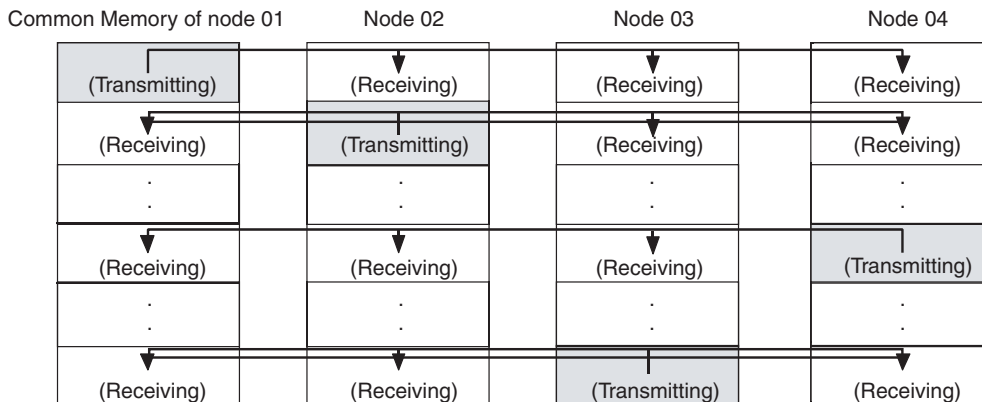 Common Memory of node 01 Node 02 Node 03 Node 04
(Transmitting) (Receiving) (Receiving) (Receiving)
(Receiving) (Transmitting) (Receiving) (Receiving)
. . . .
. . . .
(Receiving) (Receiving) (Receiving) (Transmitting)
. . . .
. . . .
(Receiving) (Receiving) (Transmitting) (Receiving)